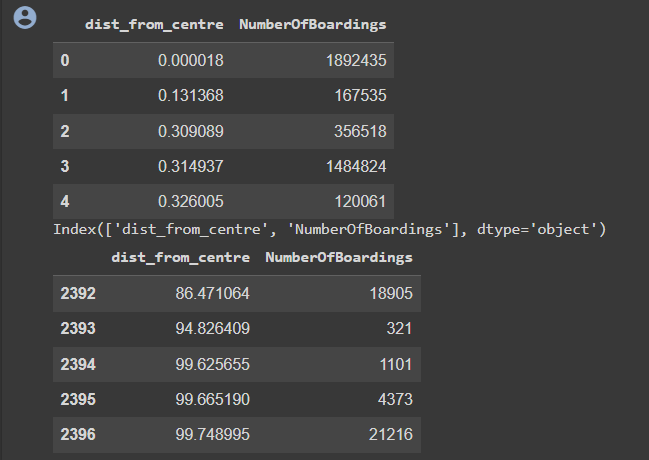 dist_from_centre NumberOfBoardings
0 0.000018 1892435
1 0.131368 167535
2 0.309089 356518
3 0.314937 1484824
4 0.326005 120061
Index(['dist_from_centre', 'NumberOfBoardings'], dtype='object')
dist_from_centre NumberOfBoardings
2392 86.471064 18905
2393 94.826409 321
2394 99.625655 1101
2395 99.665190 4373
2396 99.748995 21216